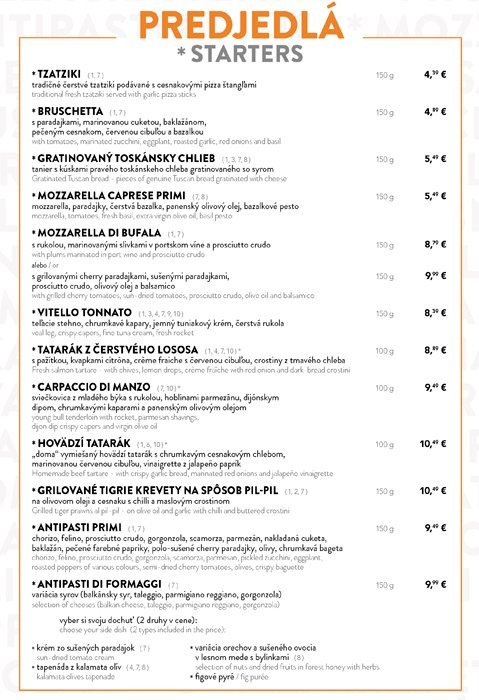 PREDJEDLÁ
* STARTERS
* TZATZIKI (1, 7) 150 g 4,39 €
tradičné čerstvé tzatziki podávané s cesnakovými pizza štangľami
traditional fresh tzatziki served with garlic pizza sticks
* BRUSCHETTA (1, 7) 150 g 4,89 €
s paradajkami, marinovanou cuketou, baklažánom,
pečeným cesnakom, červenou cibuľou a bazalkou
with tomatoes, marinated zucchini, eggplant, roasted garlic, red onions and basil
* GRATINOVANÝ TOSKÁNSKY CHLIEB (1, 3, 7, 8) 150 g 5,49 €
tanier s kúskami pravého toskánskeho chleba gratinovaného so syrom
Gratinated Tuscan bread - pieces of genuine Tuscan bread gratinated with cheese
* MOZZARELLA CAPRESE PRIMI (7, 8) 150 g 5,49 €
mozzarella, paradajky, čerstvá bazalka, panenský olivový olej, bazalkové pesto
mozzarella, tomatoes, fresh basil, extra virgin olive oil, basil pesto
* MOZZARELLA DI BUFALA (1, 7)
s rukolou, marinovanými slivkami v portskom víne a prosciutto crudo 150 g 8,79 €
with plums marinated in port wine and prosciutto crudo
alebo / or
s grilovanými cherry paradajkami, sušenými paradajkami, 150 g 9,99 €
prosciutto crudo, olivový olej a balsamico
with grilled cherry tomatoes, sun-dried tomatoes, prosciutto crudo, olive oil and balsamico
* VITELLO TONNATO (1, 3, 4, 7, 9, 10) 150 g 8,39 €
teľacie stehno, chrumkavé kapary, jemný tuniakový krém, čerstvá rukola
veal leg, crispy capers, fine tuna cream, fresh rocket
* TATARÁK Z ČERSTVÉHO LOSOSA (1, 4, 7, 10) * 100 g 8,89 €
s pažítkou, kvapkami citróna, créme fraiche s červenou cibuľou, crostiny z tmavého chleba
Fresh salmon tartare - with chives, lemon drops, créme fraîche with red onion and dark bread crostini
* CARPACCIO DI MANZO (7, 10) * 100 g 9,49 €
sviečkovica z mladého býka s rukolou, hoblinami parmezánu, dijónskym
dipom, chrumkavými kaparami a panenským olivovým olejom
young bull tenderloin with rocket, parmesan shavings,
dijon dip crispy capers and virgin olive oil
* HOVÄDZÍ TATARÁK (1, 6, 10) * 100 g 10,49 €
„doma“ vymiešaný hovädzí tatarák s chrumkavým cesnakovým chlebom,
marinovanou červenou cibuľou, vinaigrette z jalapeño paprík
Homemade beef tartare - with crispy garlic bread, marinated red onions and jalapeño vinaigrette
* GRILOVANÉ TIGRIE KREVETY NA SPÔSOB PIL-PIL (1, 2, 7) 150 g 10,49 €
na olivovom oleji a cesnaku s chilli a maslovým crostinom
Grilled tiger prawns al pil - pil - on olive oil and garlic with chilli and buttered crostini
* ANTIPASTI PRIMI (1, 7) 150 g 9,49 €
chorizo, felino, prosciutto crudo, gorgonzola, scamorza, parmezán, nakladaná cuketa,
baklažán, pečené farebné papriky, polo-sušené cherry paradajky, olivy, chrumkavá bageta
chorizo, felino, prosciutto crudo, gorgonzola, scamorza, parmesan, pickled zucchini, eggplant,
roasted peppers of various colours, semi-dried cherry tomatoes, olives, crispy baguette
* ANTIPASTI DI FORMAGGI (7) 150 g 9,99 €
variácia syrov (balkánsky syr, taleggio, parmigiano reggiano, gorgonzola)
selection of cheeses (balkan cheese, taleggio, parmigiano reggiano, gorgonzola)
vyber si svoju dochuť (2 druhy v cene):
choose your side dish (2 types included in the price):
• krém zo sušených paradajok (7)
sun-dried tomato cream
• tapenáda z kalamata olív (4, 7, 8)
kalamata olives tapenade
• variácia orechov a sušeného ovocia
v lesnom mede s bylinkami (8)
selection of nuts and dried fruits in forest honey with herbs
• figové pyré / fig purée